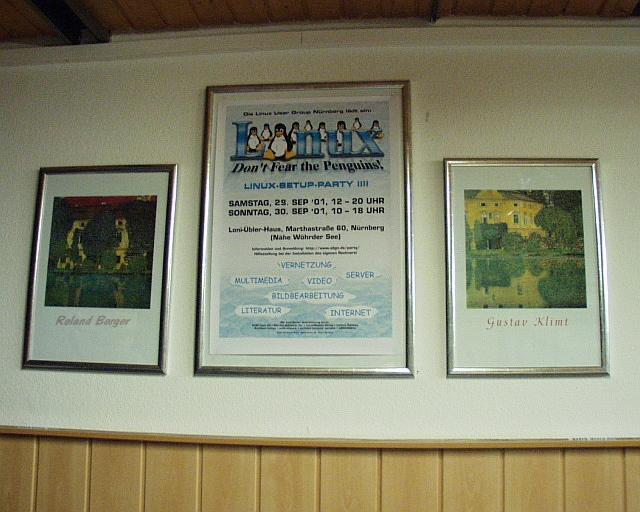 Die Linux User Group Nürnberg lädt ein:
Linux
Don't Fear the Penguins!
LINUX-SETUP-PARTY !!!!
SAMSTAG, 29. SEP '01, 12 - 20 UHR
SONNTAG, 30. SEP '01, 10 - 18 UHR
Loni-Übler-Haus, Marthastraße 60, Nürnberg
(Nähe Wöhrder See)
VERNETZUNG
MULTIMEDIA
VIDEO
SERVER
BILDBEARBEITUNG
LITERATUR
INTERNET
Roland Berger
Gustav Klimt